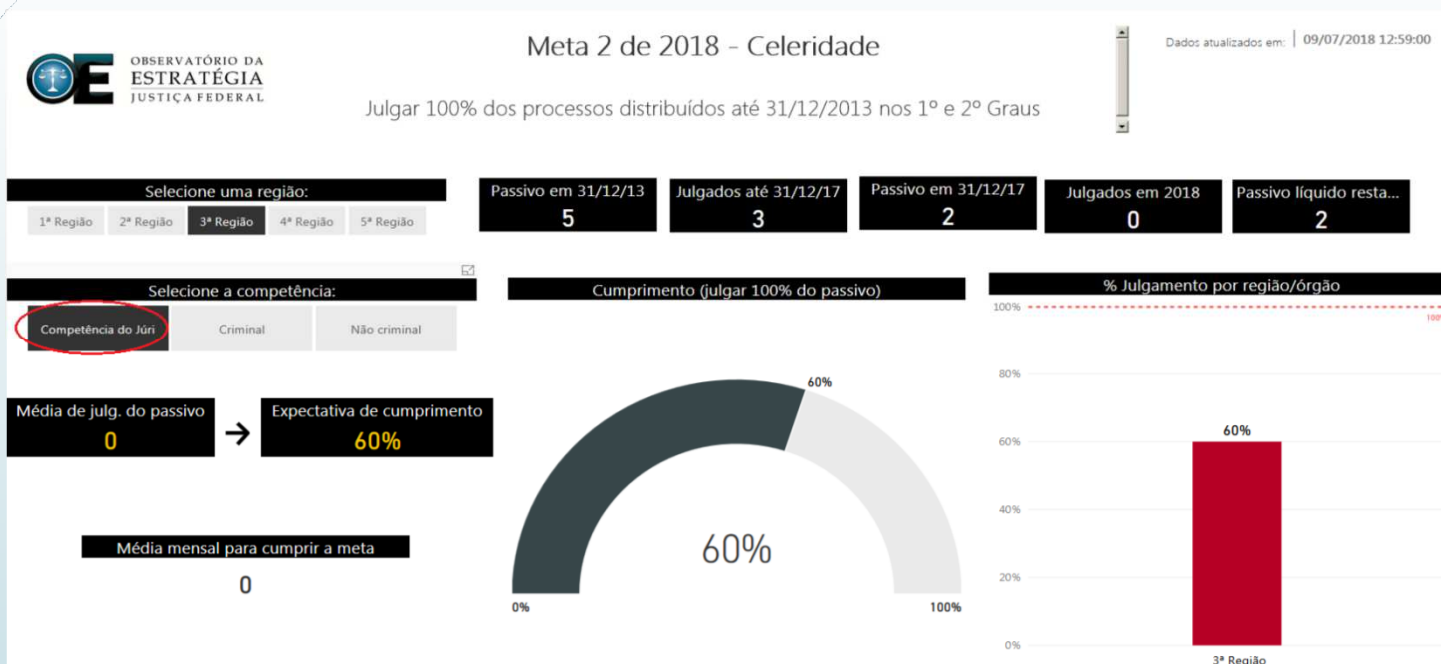 OE
OBSERVATÓRIO DA
ESTRATÉGIA
JUSTIÇA FEDERAL
Meta 2 de 2018 - Celeridade
Julgar 100% dos processos distribuídos até 31/12/2013 nos 1º e 2º Graus
Dados atualizados em: 09/07/2018 12:59:00
Selecione uma região:
1ª Região 2ª Região 3ª Região 4ª Região 5ª Região
Passivo em 31/12/13
5
Julgados até 31/12/17
3
Passivo em 31/12/17
2
Julgados em 2018
0
Passivo líquido resta...
2
Selecione a competência:
Competência do Júri Criminal Não criminal
Média de julg. do passivo
0
Expectativa de cumprimento
60%
Média mensal para cumprir a meta
0
Cumprimento (julgar 100% do passivo)
60%
60%
0% 100%
% Julgamento por região/órgão
100%
100%
80%
60%
60%
40%
20%
0%
3ª Região